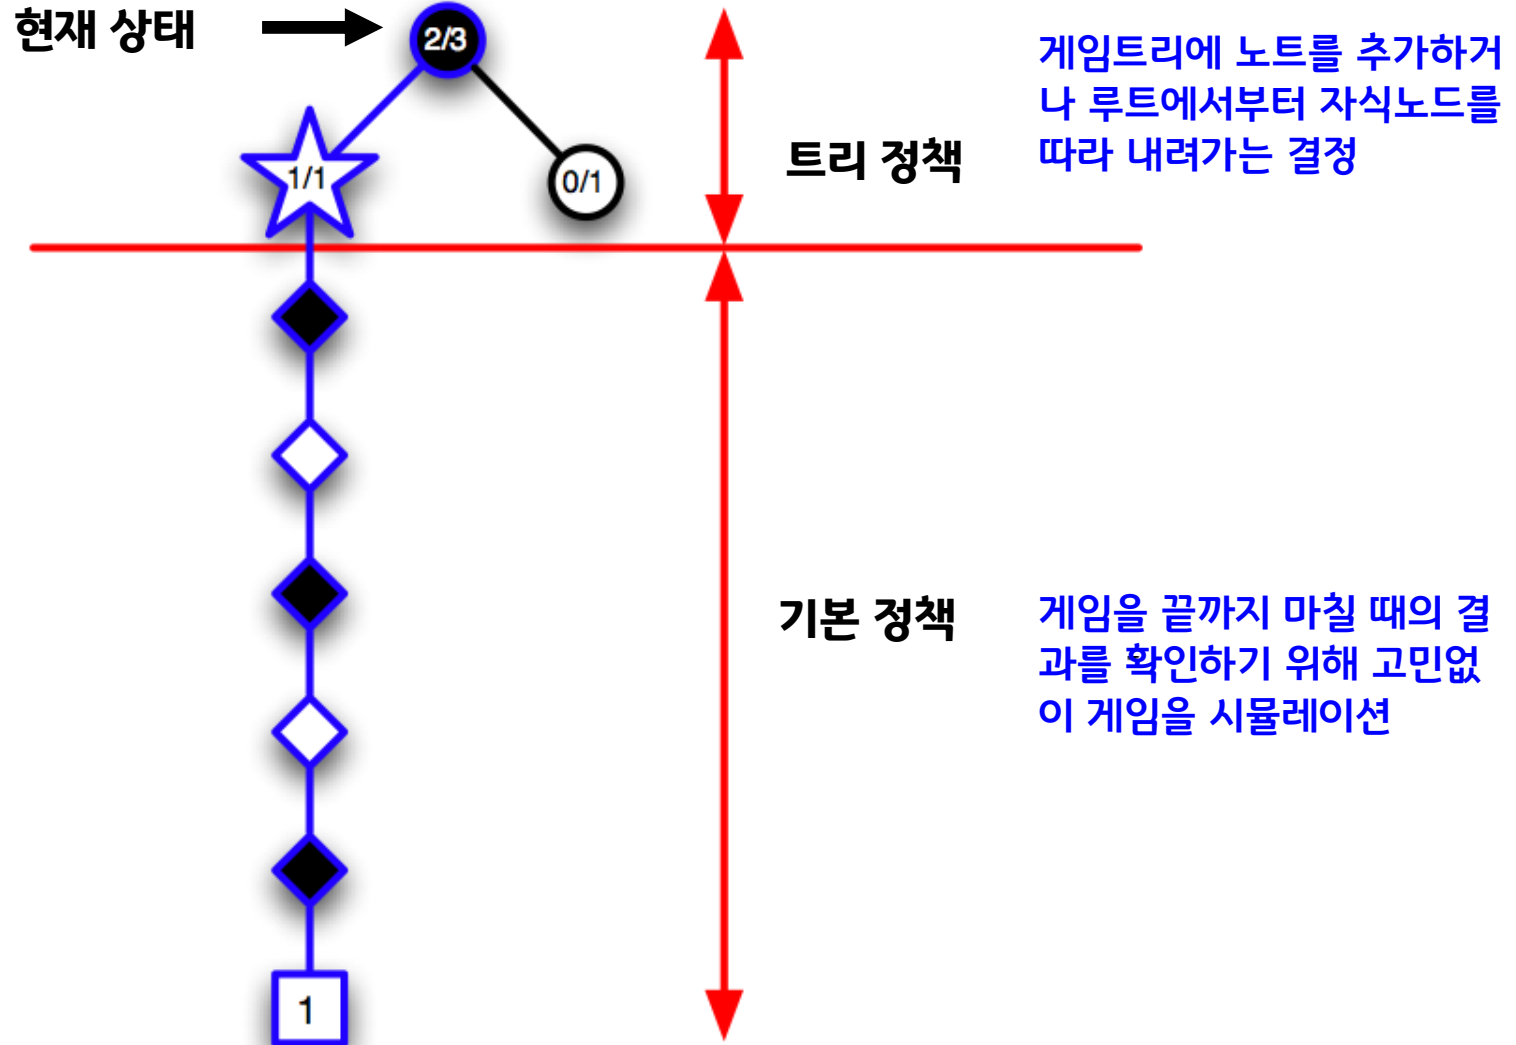 현재 상태
2/3
1/1
0/1
트리 정책
게임트리에 노트를 추가하거
나 루트에서부터 자식노드를
따라 내려가는 결정
기본 정책
게임을 끝까지 마칠 때의 결
과를 확인하기 위해 고민없
이 게임을 시뮬레이션
1